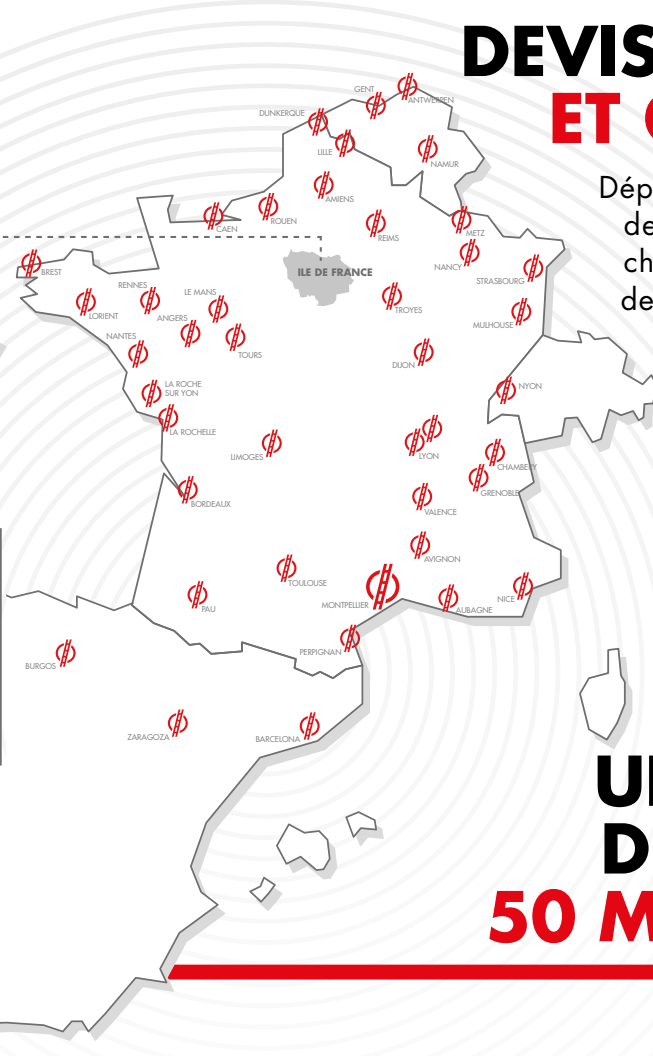 DEVIS
ET
Dép
de
ch
de
GENT
ANTWERPEN
DUNKERQUE
LILLE
NAMUR
AMIENS
ROUEN
CAEN
REIMS
METZ
NANCY
STRASBOURG
ILE DE FRANCE
BREST
RENNES
LE MANS
LORIENT
ANGERS
TROYES
MULHOUSE
NANTES
TOURS
DIJON
LA ROCHE
SUR YON
NYON
LA ROCHELLE
LIMOGES
LYON
CHAMBERY
GRENOBLE
BORDEAUX
VALENCE
AVIGNON
TOULOUSE
MONTPELLIER
NICE
PAU
AUBAGNE
PERPIGNAN
BURGOS
ZARAGOZA
BARCELONA
U
D
50 M